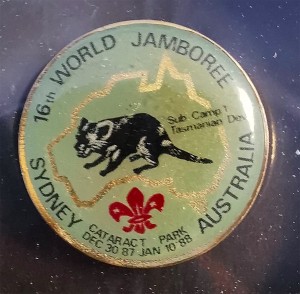 16th WORLD JAMBOREE
Sub Camp 1
Tasmanian Devil
SYDNEY AUSTRALIA
CATARACT PARK
DEC 30 87 JAN 10 88